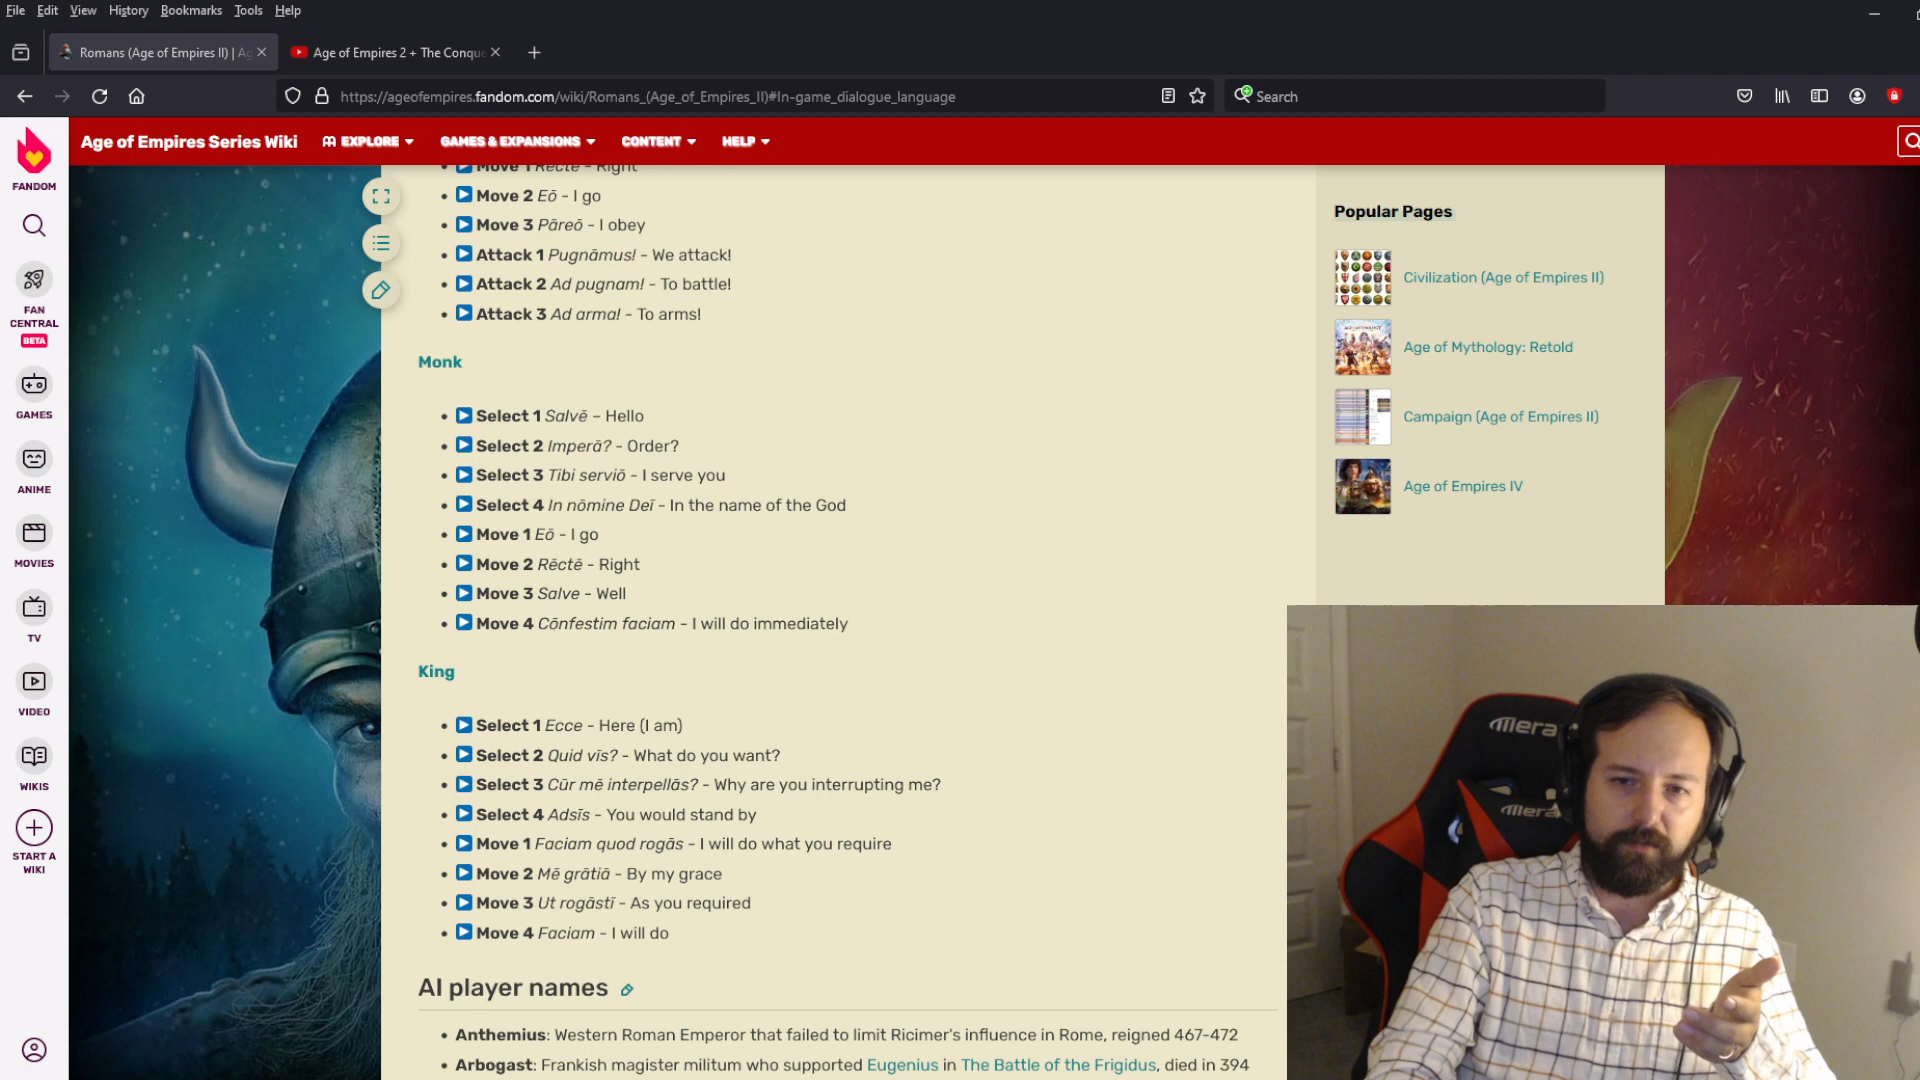 File Edit View History Bookmarks Tools Help
Romans (Age of Empires II) | Ag
Age of Empires 2 + The Conque
https://ageofempires.fandom.com/wiki/Romans_(Age_of_Empires_II)#In-game_dialogue_language
Search
Age of Empires Series Wiki
EXPLORE
GAMES & EXPANSIONS
CONTENT
HELP
FANDOM
FAN CENTRAL
BETA
GAMES
ANIME
MOVIES
TV
VIDEO
WIKIS
START A WIKI
Move 1 Rēctē - Right
Move 2 Eō - I go
Move 3 Pāreō - I obey
Attack 1 Pugnāmus! - We attack!
Attack 2 Ad pugnam! - To battle!
Attack 3 Ad arma! - To arms!
Monk
Select 1 Salvē – Hello
Select 2 Imperā? - Order?
Select 3 Tibi serviō - I serve you
Select 4 In nōmine Deī - In the name of the God
Move 1 Eō - I go
Move 2 Rēctē - Right
Move 3 Salve - Well
Move 4 Cōnfestim faciam - I will do immediately
King
Select 1 Ecce - Here (I am)
Select 2 Quid vīs? - What do you want?
Select 3 Cūr mē interpellās? - Why are you interrupting me?
Select 4 Adsīs - You would stand by
Move 1 Faciam quod rogās - I will do what you require
Move 2 Mē grātiā - By my grace
Move 3 Ut rogāstī - As you required
Move 4 Faciam - I will do
AI player names
Anthemius: Western Roman Emperor that failed to limit Ricimer's influence in Rome, reigned 467-472
Arbogast: Frankish magister militum who supported Eugenius in The Battle of the Frigidus, died in 394
Popular Pages
Civilization (Age of Empires II)
Age of Mythology: Retold
Campaign (Age of Empires II)
Age of Empires IV